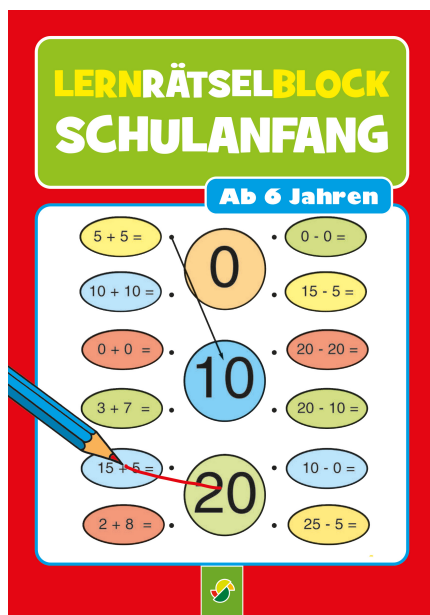 LERNRÄTSELBLOCK
SCHULANFANG
Ab 6 Jahren
5 + 5 =
0
0 - 0 =
10 + 10 =
15 - 5 =
0 + 0 =
10
20 - 20 =
3 + 7 =
20 - 10 =
15 + 5 =
20
10 - 0 =
2 + 8 =
25 - 5 =